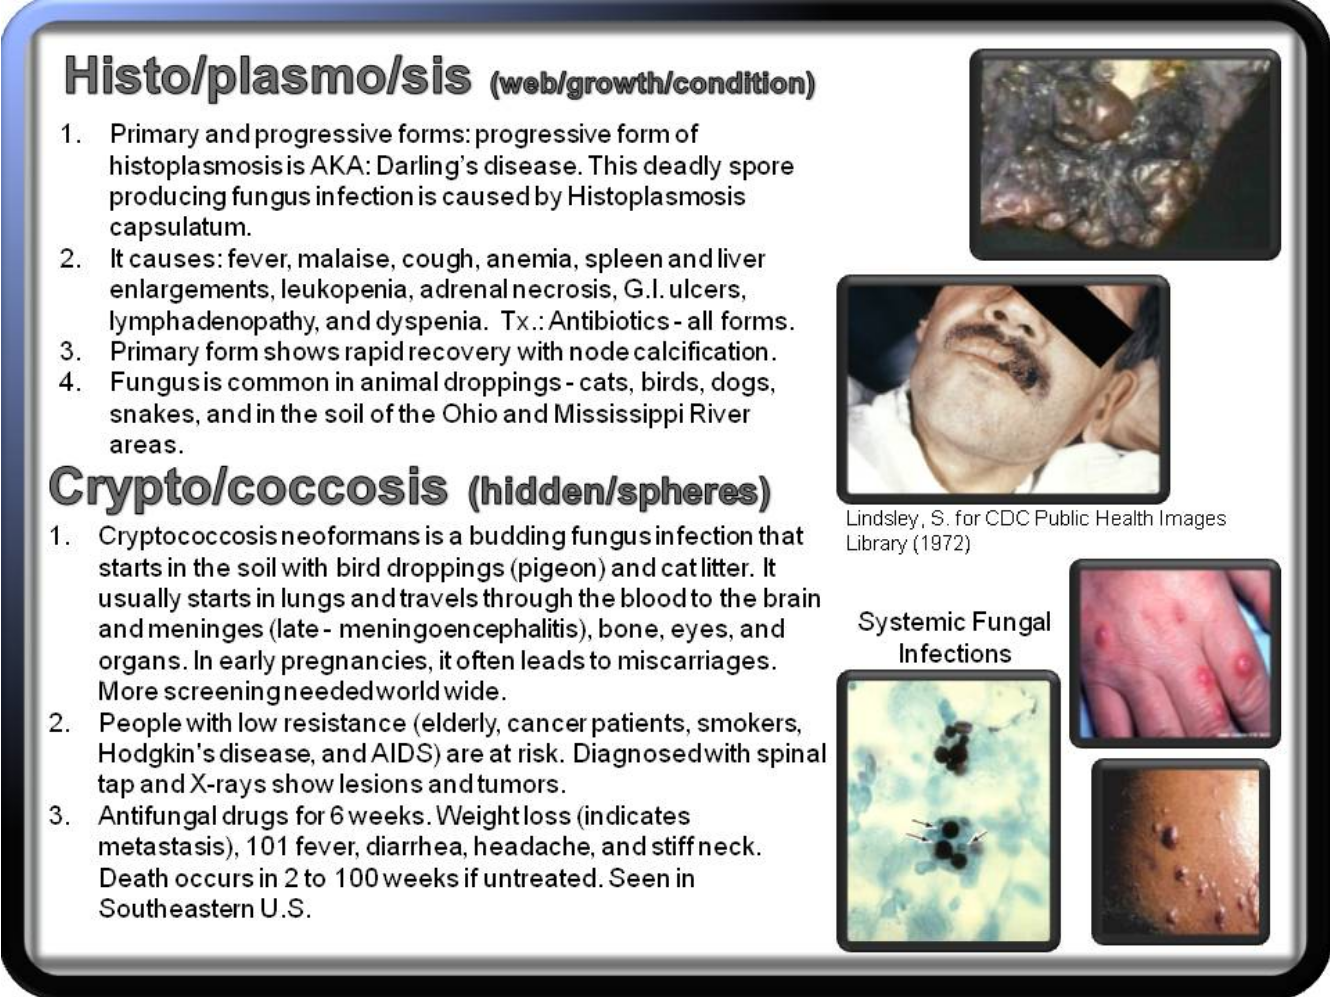 Histo/plasmo/sis (web/growth/condition)
1. Primary and progressive forms: progressive form of
histoplasmosis is AKA: Darling's disease. This deadly spore
producing fungus infection is caused by Histoplasmosis
capsulatum.
2. It causes: fever, malaise, cough, anemia, spleen and liver
enlargements, leukopenia, adrenal necrosis, G.I. ulcers,
lymphadenopathy, and dyspenia. Tx.: Antibiotics - all forms.
3. Primary form shows rapid recovery with node calcification.
4. Fungus is common in animal droppings - cats, birds, dogs,
snakes, and in the soil of the Ohio and Mississippi River
areas.
Crypto/coccosis (hidden/spheres)
1. Cryptococcosis neoformans is a budding fungus infection that
starts in the soil with bird droppings (pigeon) and cat litter. It
usually starts in lungs and travels through the blood to the brain
and meninges (late - meningoencephalitis), bone, eyes, and
organs. In early pregnancies, it often leads to miscarriages.
More screening needed world wide.
2. People with low resistance (elderly, cancer patients, smokers,
Hodgkin's disease, and AIDS) are at risk. Diagnosed with spinal
tap and X-rays show lesions and tumors.
3. Antifungal drugs for 6 weeks. Weight loss (indicates
metastasis), 101 fever, diarrhea, headache, and stiff neck.
Death occurs in 2 to 100 weeks if untreated. Seen in
Southeastern U.S.
Lindsley, S. for CDC Public Health Images
Library (1972)
Systemic Fungal
Infections